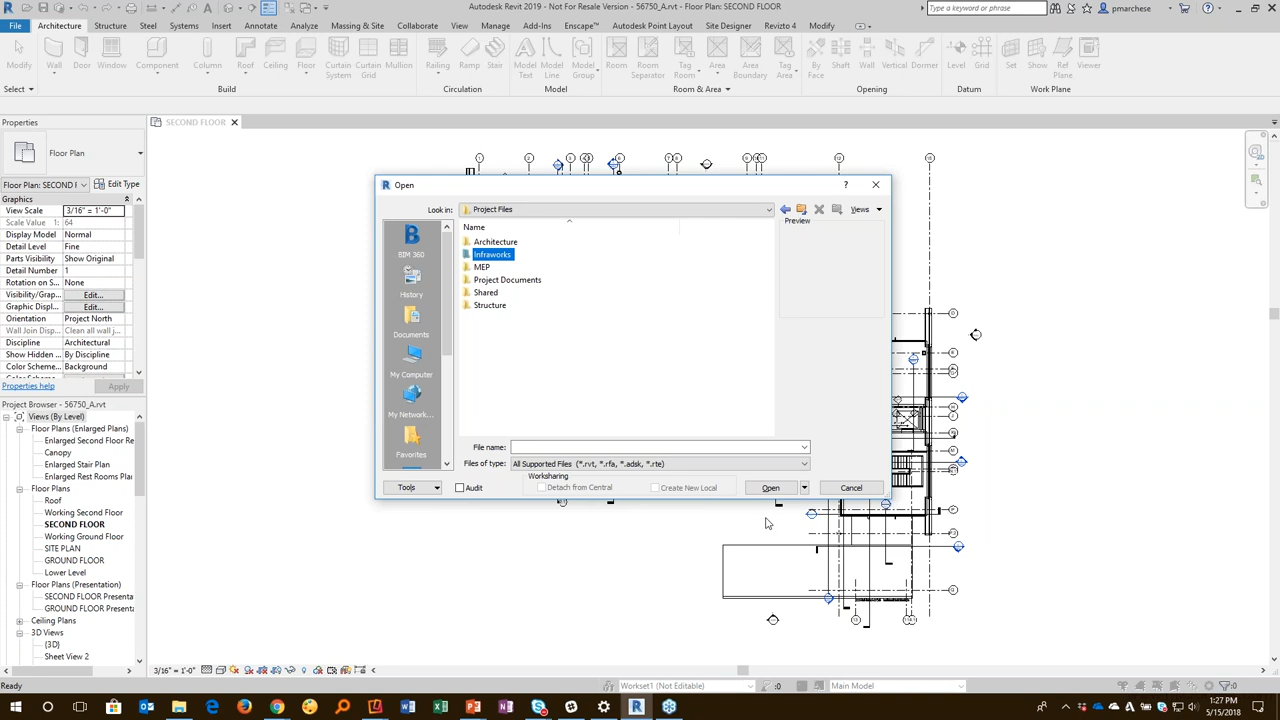 Autodesk Revit 2019 - Not For Resale Version - 56750_A.rvt - Floor Plan: SECOND FLOOR
Type a keyword or phrase
pmarchese
File Architecture Structure Systems Insert Annotate Analyze Massing & Site Collaborate View Manage Add-Ins Enscape™ Autodesk Point Layout Site Designer Revizto 4 Modify
Modify Wall Door Window Component Column Roof Ceiling Floor Curtain System Curtain Grid Mullion Railing Ramp Stair Model Text Model Line Model Group Room Room Separator Tag Room Area Area Boundary Tag Area By Face Shaft Wall Vertical Dormer Level Grid Set Show Ref Plane Viewer
Select Build Circulation Model Room & Area Opening Datum Work Plane
Properties
SECOND FLOOR
Floor Plan
Floor Plan: SECOND F
Edit Type
Graphics
View Scale 3/16" = 1'-0"
Scale Value 1: 64
Display Model Normal
Detail Level Fine
Parts Visibility Show Original
Detail Number 1
Rotation on S... None
Visibility/Grap... Edit...
Graphic Displ... Edit...
Orientation Project North
Wall Join Disp... Clean all wall j...
Discipline Architectural
Show Hidden ... By Discipline
Color Scheme... Background
Color Scheme...
Properties help
Apply
Project Browser - 56750_A.rvt
Views (By Level)
Floor Plans (Enlarged Plans)
Enlarged Second Floor Re
Canopy
Enlarged Stair Plan
Enlarged Rest Rooms Plan
Floor Plans
Roof
Working Second Floor
SECOND FLOOR
Working Ground Floor
SITE PLAN
GROUND FLOOR
Lower Level
Floor Plans (Presentation)
SECOND FLOOR Presenta
GROUND FLOOR Presenta
Ceiling Plans
3D Views
{3D}
Sheet View 2
Open
Look in:
Project Files
Views
Preview
Name
Architecture
Infraworks
MEP
Project Documents
Shared
Structure
BIM 360
History
Documents
My Computer
My Network...
Favorites
File name:
Files of type:
All Supported Files (*.rvt, *.rfa, *.adsk, *.rte)
Worksharing
Tools
Audit
Detach from Central
Create New Local
Open
Cancel
3/16" = 1'-0"
Ready
Workset1 (Not Editable)
:0
Main Model
:0
1:27 PM
5/15/2018